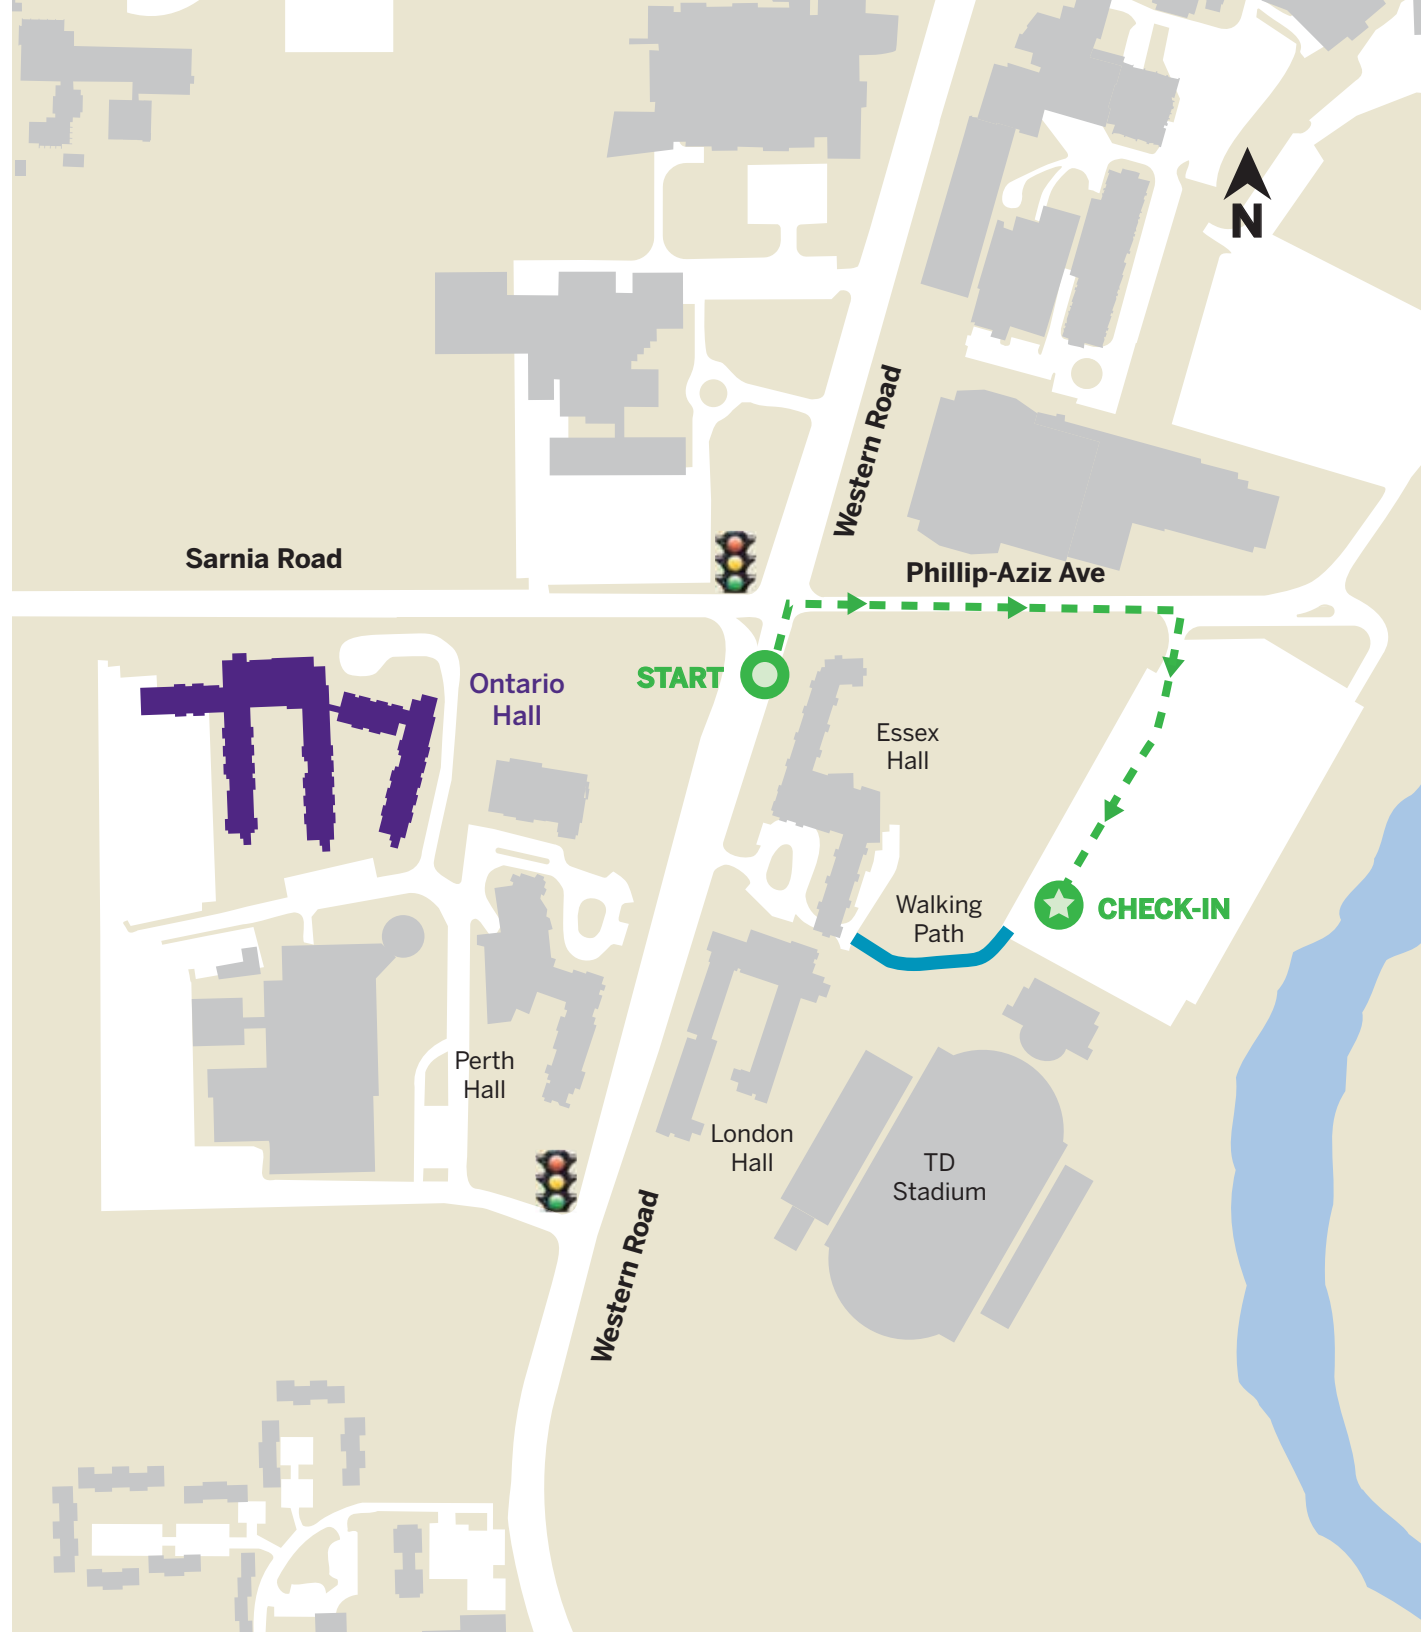 N
Western Road
Sarnia Road
Phillip-Aziz Ave
START
Ontario
Hall
Essex
Hall
Walking
Path
CHECK-IN
Perth
Hall
London
Hall
TD
Stadium
Western Road